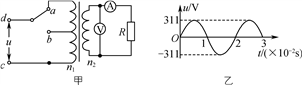 d
a
u
b
c
n₁
n₂
V
A
R
甲
u/V
311
O
1
2
3
t/(×10⁻²s)
−311
乙